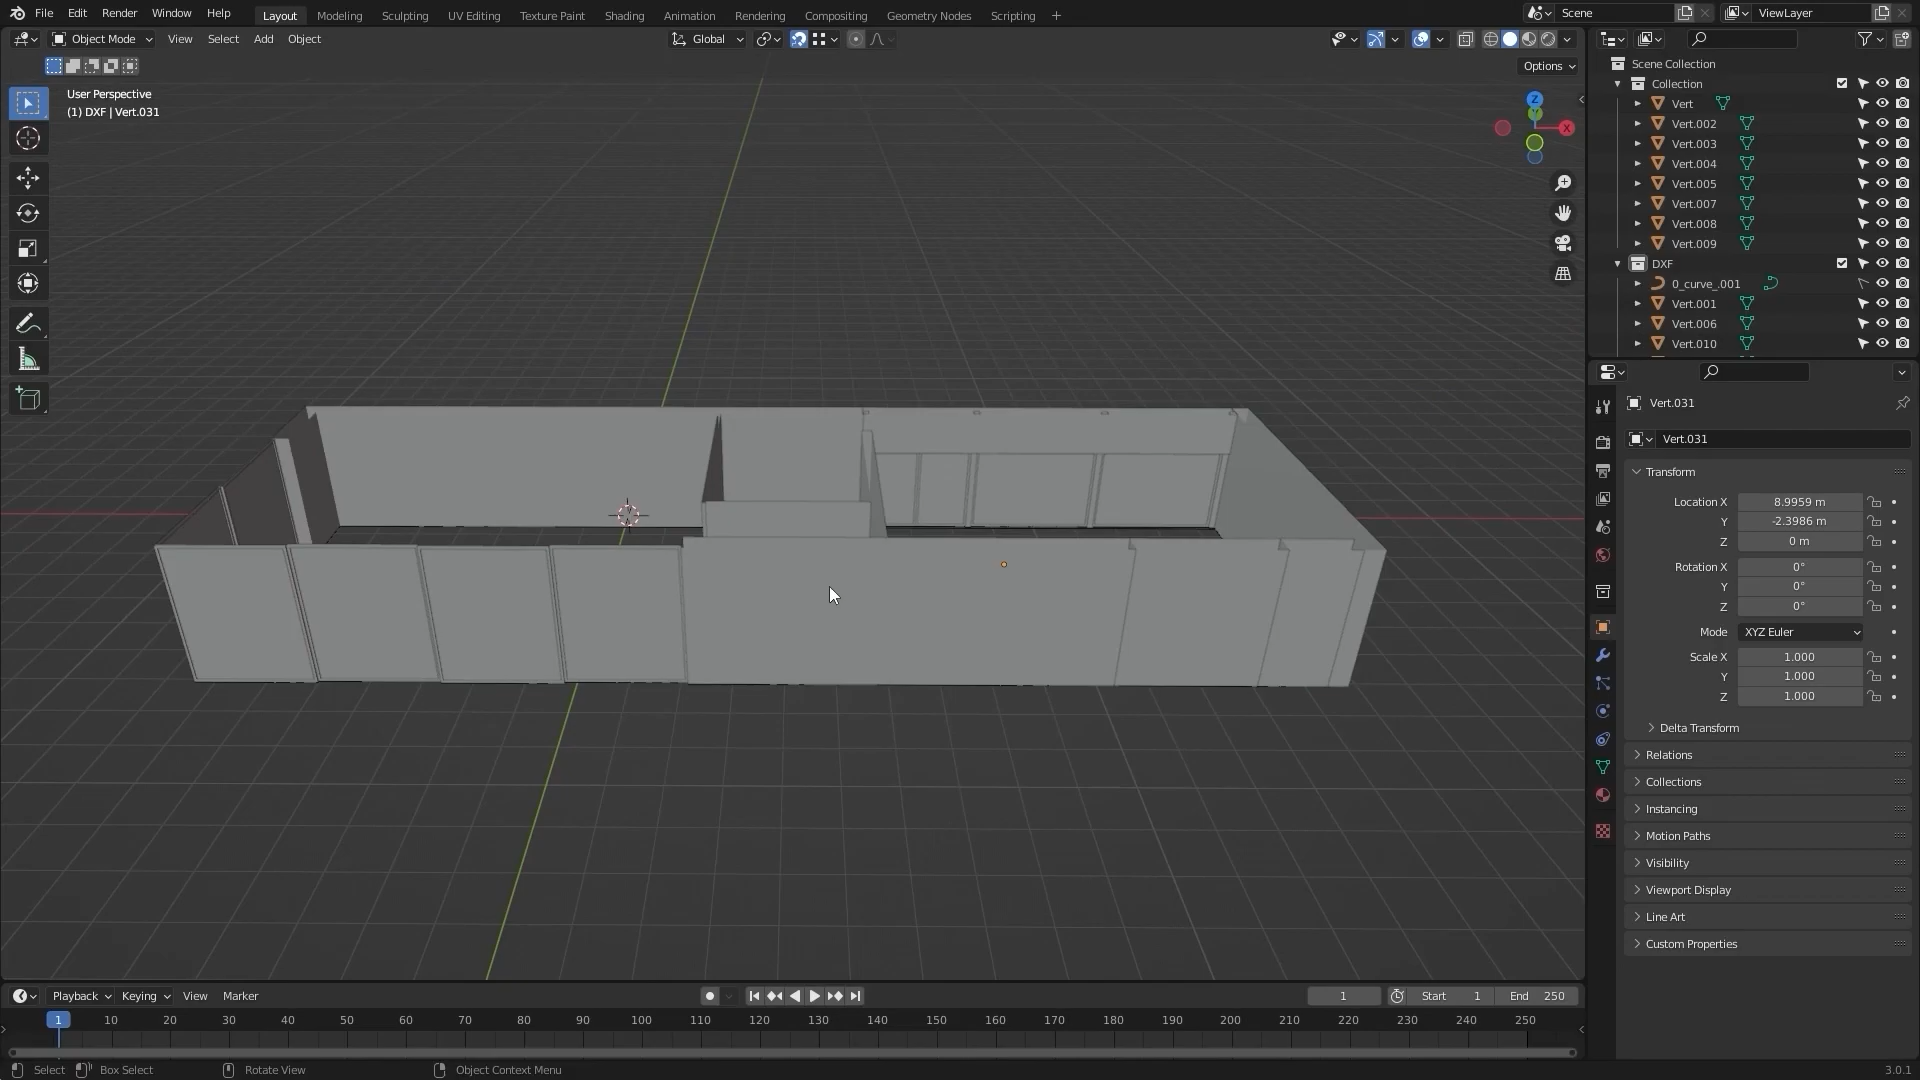 File Edit Render Window Help Layout Modeling Sculpting UV Editing Texture Paint Shading Animation Rendering Compositing Geometry Nodes Scripting + Scene ViewLayer
Object Mode View Select Add Object Global
Options
User Perspective
(1) DXF | Vert.031
Z
Y
X
Scene Collection
Collection
Vert
Vert.002
Vert.003
Vert.004
Vert.005
Vert.007
Vert.008
Vert.009
DXF
0_curve_.001
Vert.001
Vert.006
Vert.010
Vert.031
Vert.031
Transform
Location X 8.9959 m
Y -2.3986 m
Z 0 m
Rotation X 0°
Y 0°
Z 0°
Mode XYZ Euler
Scale X 1.000
Y 1.000
Z 1.000
Delta Transform
Relations
Collections
Instancing
Motion Paths
Visibility
Viewport Display
Line Art
Custom Properties
Playback Keying View Marker 1 Start 1 End 250
1 10 20 30 40 50 60 70 80 90 100 110 120 130 140 150 160 170 180 190 200 210 220 230 240 250
Select Box Select Rotate View Object Context Menu 3.0.1